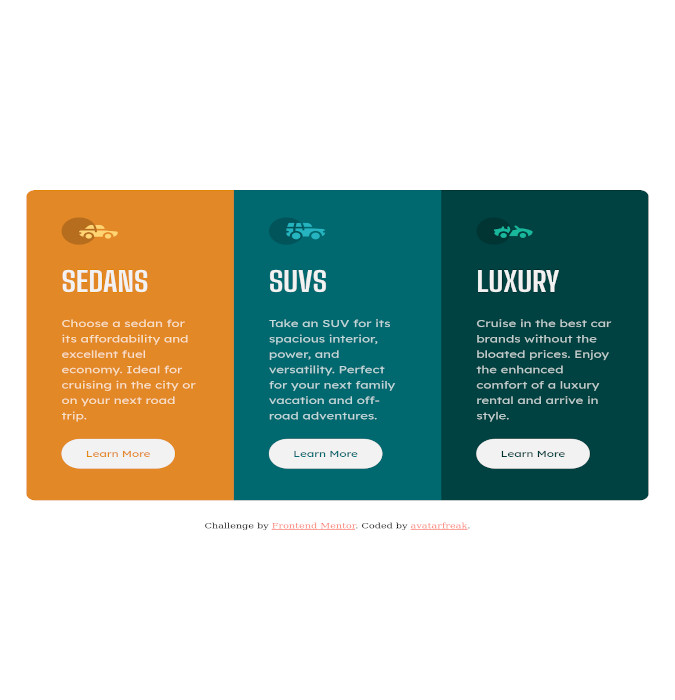 SEDANS
Choose a sedan for
its affordability and
excellent fuel
economy. Ideal for
cruising in the city or
on your next road
trip.
Learn More
SUVS
Take an SUV for its
spacious interior,
power, and
versatility. Perfect
for your next family
vacation and off-
road adventures.
Learn More
LUXURY
Cruise in the best car
brands without the
bloated prices. Enjoy
the enhanced
comfort of a luxury
rental and arrive in
style.
Learn More
Challenge by Frontend Mentor. Coded by avatarfreak.